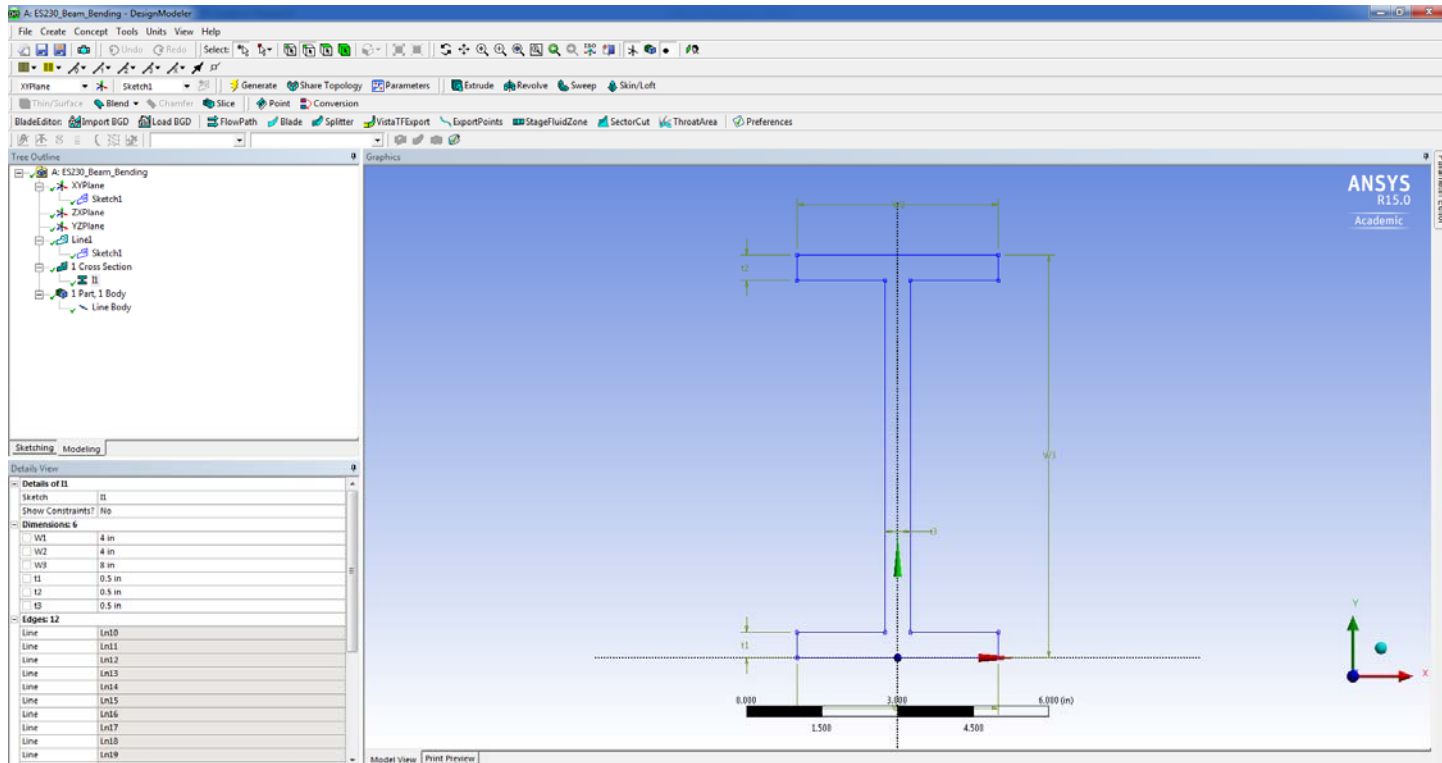 A: ES230_Beam_Bending - DesignModeler
File Create Concept Tools Units View Help
Undo Redo Select:
XYPlane Sketch1 Generate Share Topology Parameters Extrude Revolve Sweep Skin/Loft
Thin/Surface Blend Chamfer Slice Point Conversion
BladeEditor: Import BGD Load BGD FlowPath Blade Splitter VistaTFExport ExportPoints StageFluidZone SectorCut ThroatArea Preferences
Tree Outline
A: ES230_Beam_Bending
XYPlane
Sketch1
ZXPlane
YZPlane
Line1
Sketch1
1 Cross Section
I1
1 Part, 1 Body
Line Body
Sketching Modeling
Details View
Details of I1
Sketch I1
Show Constraints? No
Dimensions: 6
W1 4 in
W2 4 in
W3 8 in
t1 0.5 in
t2 0.5 in
t3 0.5 in
Edges: 12
Line Ln10
Line Ln11
Line Ln12
Line Ln13
Line Ln14
Line Ln15
Line Ln16
Line Ln17
Line Ln18
Line Ln19
Graphics
ANSYS
R15.0
Academic
t2
W3
t3
t1
0.000 3.000 6.000 (in)
1.500 4.500
Y
X
Model View Print Preview